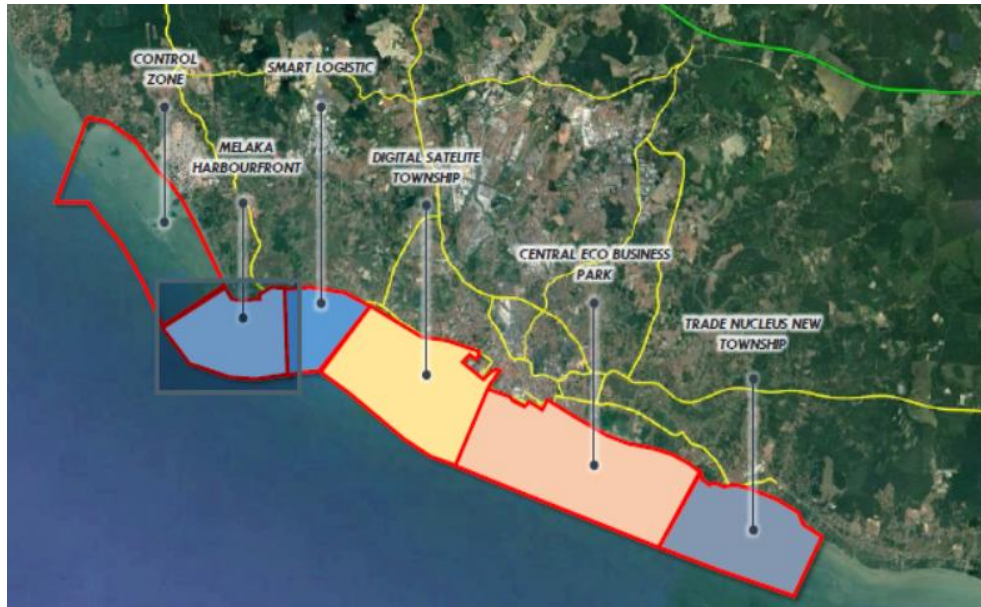 CONTROL
ZONE
SMART LOGISTIC
MELAKA
HARBOURFRONT
DIGITAL SATELITE
TOWNSHIP
CENTRAL ECO BUSINESS
PARK
TRADE NUCLEUS NEW
TOWNSHIP